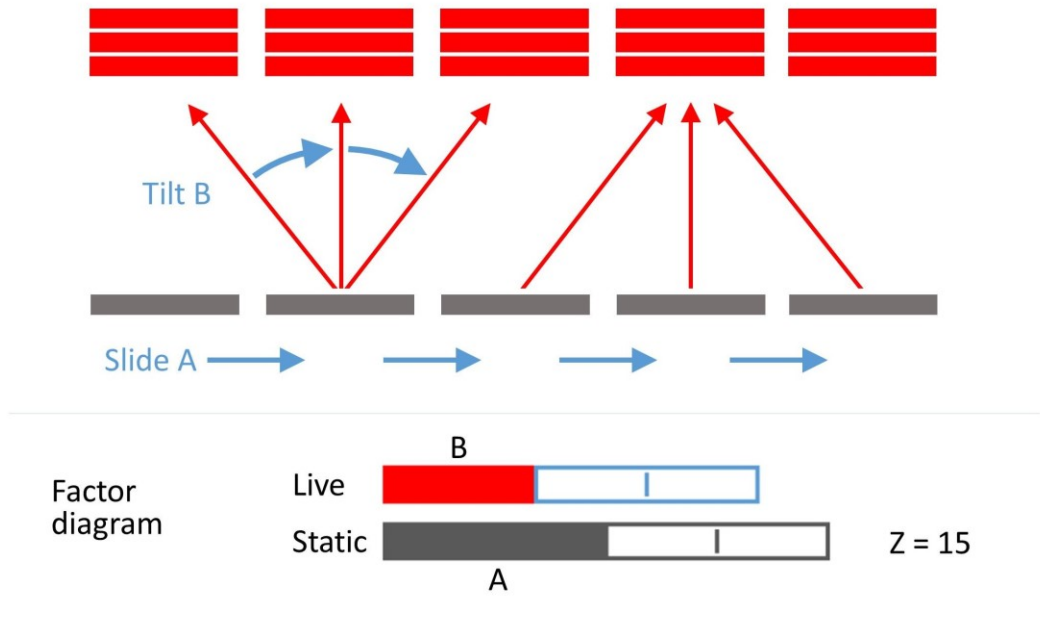 Tilt B
Slide A
B
Factor
diagram
Live
Static
Z = 15
A